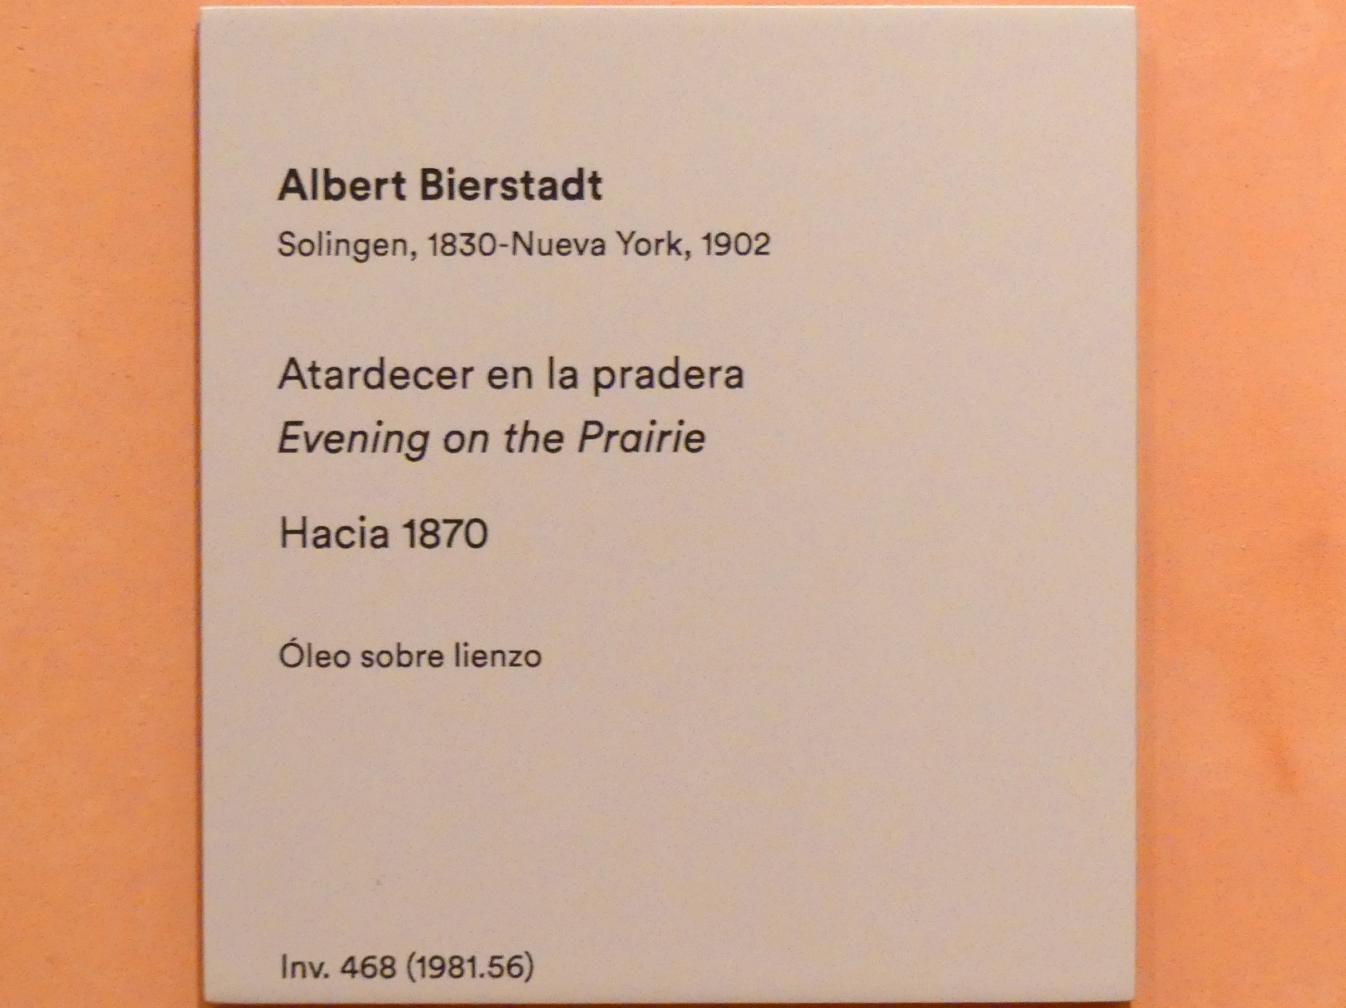 Albert Bierstadt
Solingen, 1830-Nueva York, 1902
Atardecer en la pradera
Evening on the Prairie
Hacia 1870
Óleo sobre lienzo
Inv. 468 (1981.56)